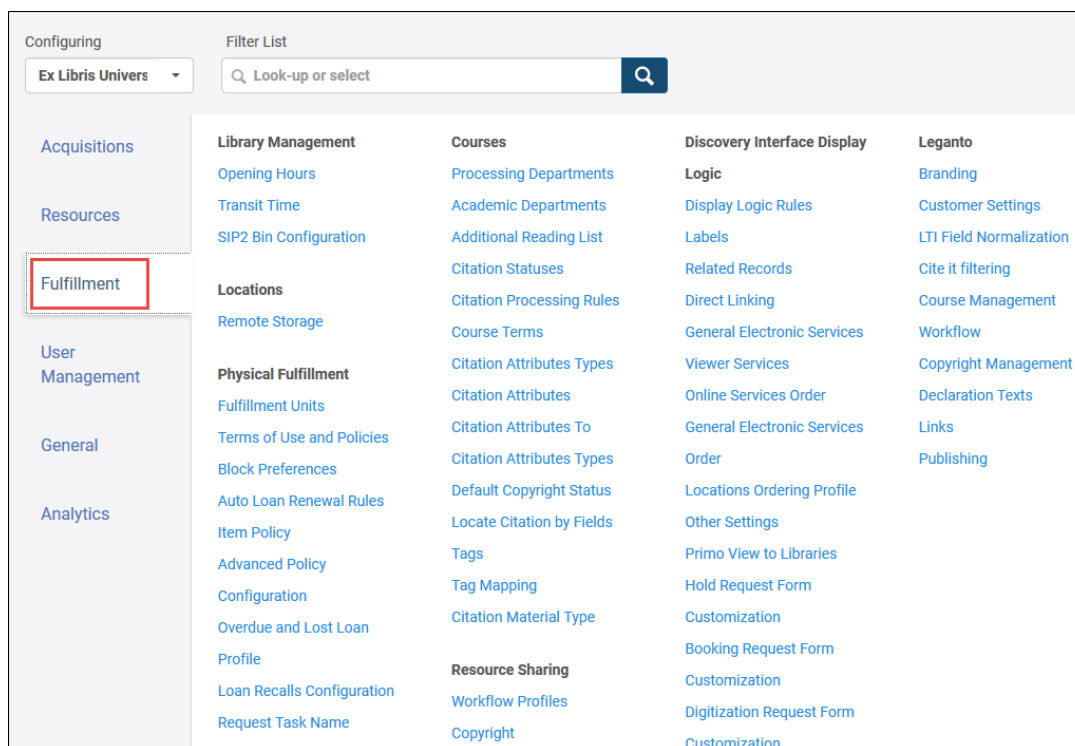 Configuring
Filter List
Ex Libris Univers
Look-up or select
Acquisitions
Resources
Fulfillment
User
Management
General
Analytics
Library Management
Opening Hours
Transit Time
SIP2 Bin Configuration
Locations
Remote Storage
Physical Fulfillment
Fulfillment Units
Terms of Use and Policies
Block Preferences
Auto Loan Renewal Rules
Item Policy
Advanced Policy
Configuration
Overdue and Lost Loan
Profile
Loan Recalls Configuration
Request Task Name
Courses
Processing Departments
Academic Departments
Additional Reading List
Citation Statuses
Citation Processing Rules
Course Terms
Citation Attributes Types
Citation Attributes
Citation Attributes To
Citation Attributes Types
Default Copyright Status
Locate Citation by Fields
Tags
Tag Mapping
Citation Material Type
Resource Sharing
Workflow Profiles
Copyright
Discovery Interface Display
Logic
Display Logic Rules
Labels
Related Records
Direct Linking
General Electronic Services
Viewer Services
Online Services Order
General Electronic Services
Order
Locations Ordering Profile
Other Settings
Primo View to Libraries
Hold Request Form
Customization
Booking Request Form
Customization
Digitization Request Form
Customization
Leganto
Branding
Customer Settings
LTI Field Normalization
Cite it filtering
Course Management
Workflow
Copyright Management
Declaration Texts
Links
Publishing